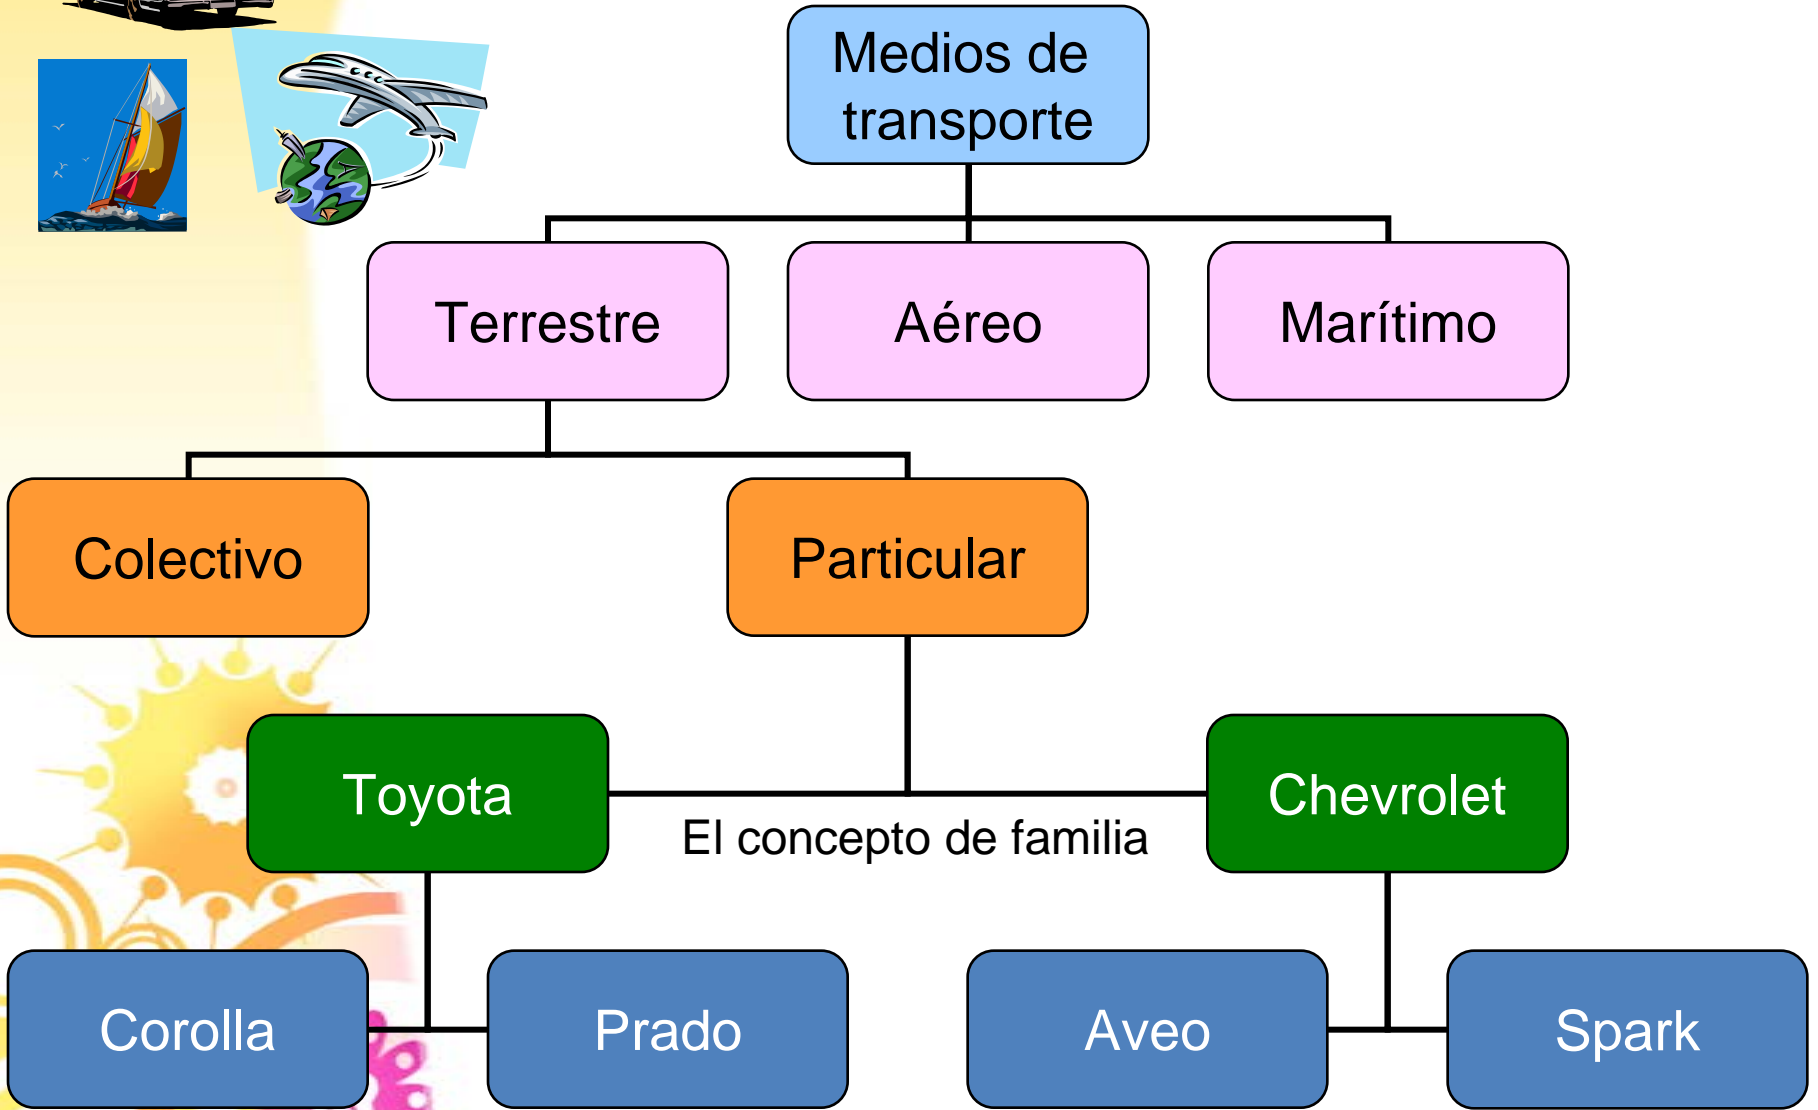 Medios de
transporte
Terrestre
Aéreo
Marítimo
Colectivo
Particular
Toyota
Chevrolet
El concepto de familia
Corolla
Prado
Aveo
Spark